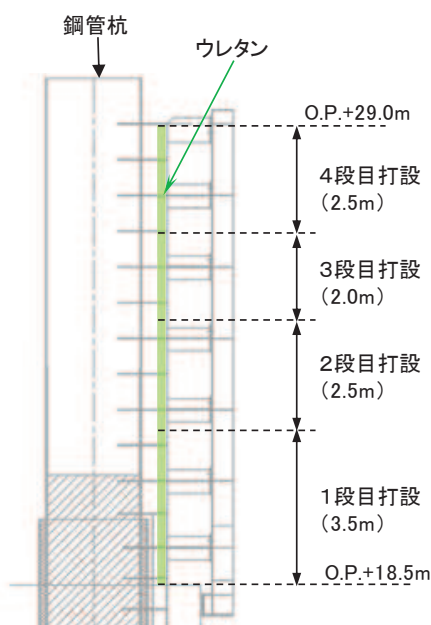 鋼管杭
ウレタン
O.P.+29.0m
4段目打設
(2.5m)
3段目打設
(2.0m)
2段目打設
(2.5m)
1段目打設
(3.5m)
O.P.+18.5m